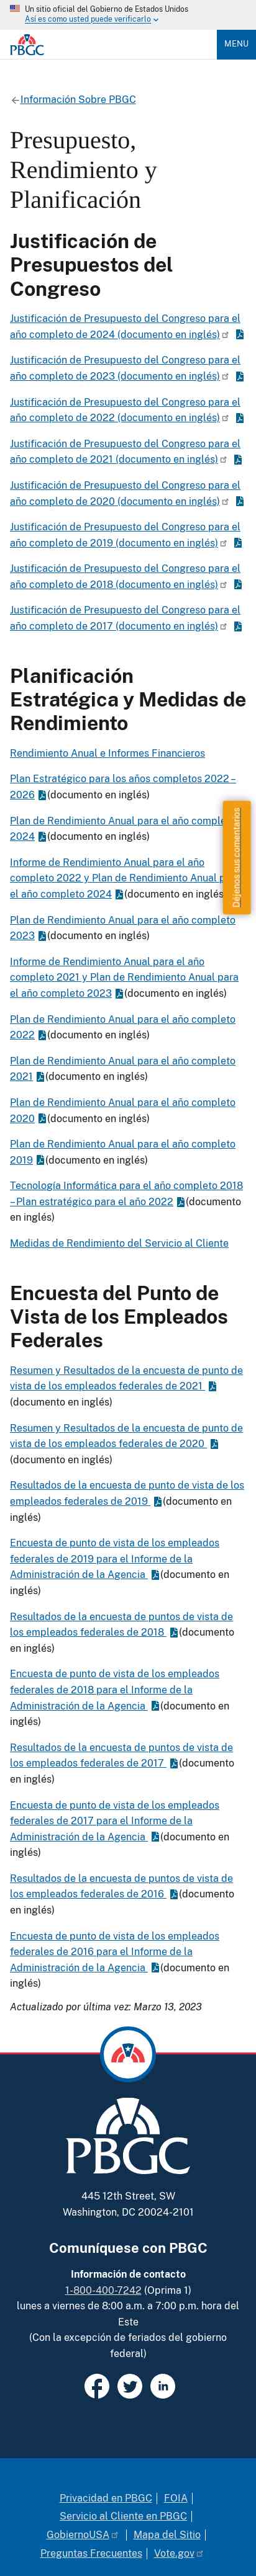 Un sitio oficial del Gobierno de Estados Unidos
Así es como usted puede verificarlo
PBGC
MENU
Información Sobre PBGC
Presupuesto,
Rendimiento y
Planificación
Justificación de
Presupuestos del
Congreso
Justificación de Presupuesto del Congreso para el
año completo de 2024 (documento en inglés)
Justificación de Presupuesto del Congreso para el
año completo de 2023 (documento en inglés)
Justificación de Presupuesto del Congreso para el
año completo de 2022 (documento en inglés)
Justificación de Presupuesto del Congreso para el
año completo de 2021 (documento en inglés)
Justificación de Presupuesto del Congreso para el
año completo de 2020 (documento en inglés)
Justificación de Presupuesto del Congreso para el
año completo de 2019 (documento en inglés)
Justificación de Presupuesto del Congreso para el
año completo de 2018 (documento en inglés)
Justificación de Presupuesto del Congreso para el
año completo de 2017 (documento en inglés)
Planificación
Estratégica y Medidas de
Rendimiento
Rendimiento Anual e Informes Financieros
Plan Estratégico para los años completos 2022 –
2026 (documento en inglés)
Plan de Rendimiento Anual para el año
2024 (documento en inglés)
Informe de Rendimiento Anual para el año
completo 2022 y Plan de Rendimiento Anual
el año completo 2024 (documento en inglés)
Déjenos sus comentarios
Plan de Rendimiento Anual para el año completo
2023 (documento en inglés)
Informe de Rendimiento Anual para el año
completo 2021 y Plan de Rendimiento Anual para
el año completo 2023 (documento en inglés)
Plan de Rendimiento Anual para el año completo
2022 (documento en inglés)
Plan de Rendimiento Anual para el año completo
2021 (documento en inglés)
Plan de Rendimiento Anual para el año completo
2020 (documento en inglés)
Plan de Rendimiento Anual para el año completo
2019 (documento en inglés)
Tecnología Informática para el año completo 2018
–Plan estratégico para el año 2022 (documento
en inglés)
Medidas de Rendimiento del Servicio al Cliente
Encuesta del Punto de
Vista de los Empleados
Federales
Resumen y Resultados de la encuesta de punto de
vista de los empleados federales de 2021
(documento en inglés)
Resumen y Resultados de la encuesta de punto de
vista de los empleados federales de 2020
(documento en inglés)
Resultados de la encuesta de punto de vista de los
empleados federales de 2019 (documento en
inglés)
Encuesta de punto de vista de los empleados
federales de 2019 para el Informe de la
Administración de la Agencia (documento en
inglés)
Resultados de la encuesta de puntos de vista de
los empleados federales de 2018 (documento
en inglés)
Encuesta de punto de vista de los empleados
federales de 2018 para el Informe de la
Administración de la Agencia (documento en
inglés)
Resultados de la encuesta de puntos de vista de
los empleados federales de 2017 (documento
en inglés)
Encuesta de punto de vista de los empleados
federales de 2017 para el Informe de la
Administración de la Agencia (documento en
inglés)
Resultados de la encuesta de puntos de vista de
los empleados federales de 2016 (documento
en inglés)
Encuesta de punto de vista de los empleados
federales de 2016 para el Informe de la
Administración de la Agencia (documento en
inglés)
Actualizado por última vez: Marzo 13, 2023
PBGC
445 12th Street, SW
Washington, DC 20024-2101
Comuníquese con PBGC
Información de contacto
1-800-400-7242 (Oprima 1)
lunes a viernes de 8:00 a.m. a 7:00 p.m. hora del
Este
(Con la excepción de feriados del gobierno
federal)
Privacidad en PBGC | FOIA |
Servicio al Cliente en PBGC |
GobiernoUSA | Mapa del Sitio |
Preguntas Frecuentes | Vote.gov